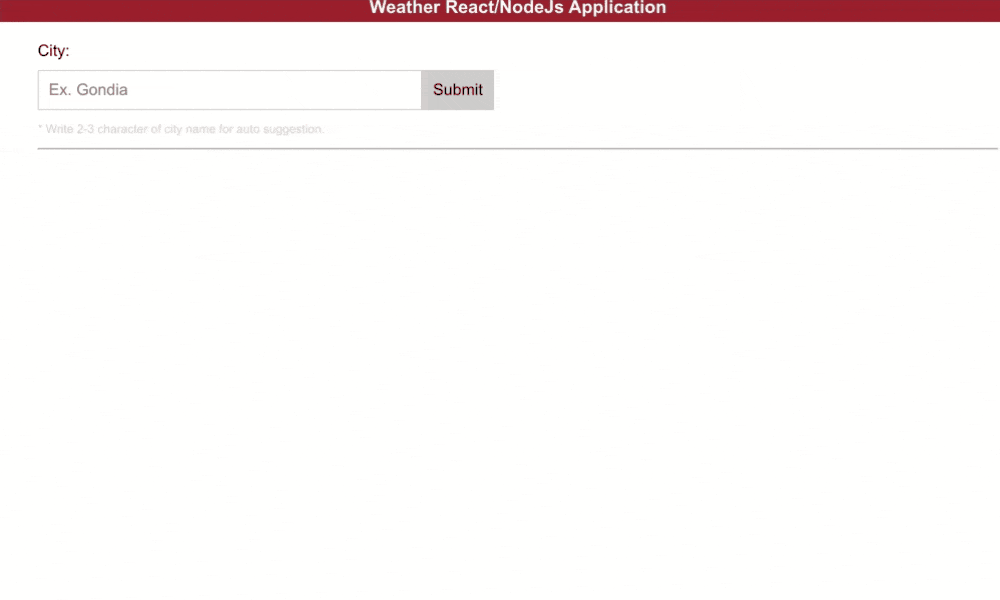 Weather React/NodeJs Application
City:
Ex. Gondia
Submit
* Write 2-3 character of city name for auto suggestion.